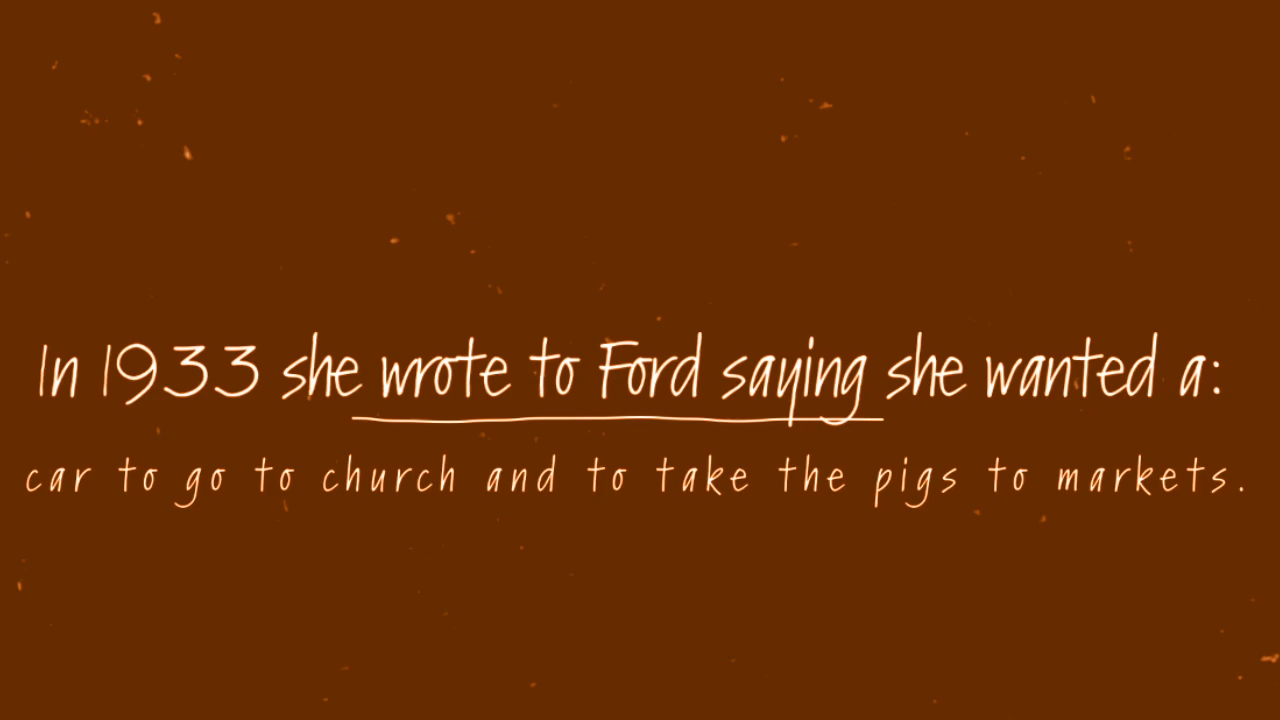 In 1933 she wrote to Ford saying she wanted a:
car to go to church and to take the pigs to markets.